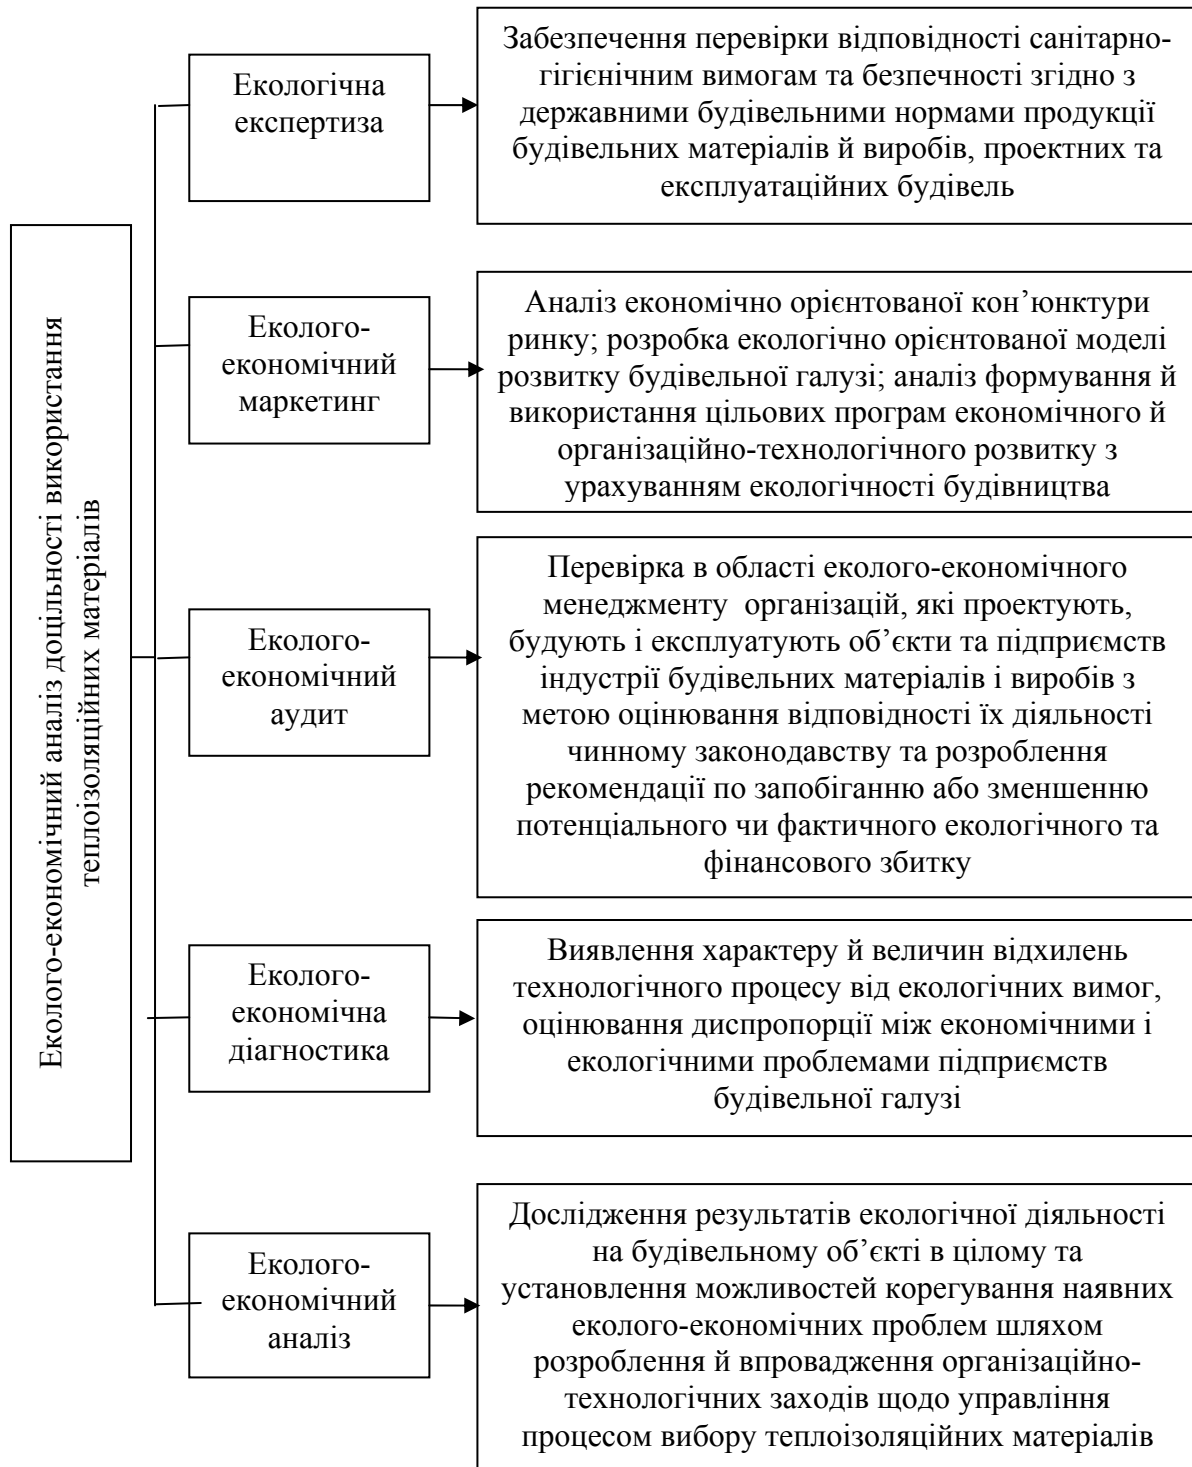 Еколого-економічний аналіз доцільності використання
теплоізоляційних матеріалів
Екологічна
експертиза
Забезпечення перевірки відповідності санітарно-
гігієнічним вимогам та безпечності згідно з
державними будівельними нормами продукції
будівельних матеріалів й виробів, проектних та
експлуатаційних будівель
Еколого-
економічний
маркетинг
Аналіз економічно орієнтованої кон’юнктури
ринку; розробка екологічно орієнтованої моделі
розвитку будівельної галузі; аналіз формування й
використання цільових програм економічного й
організаційно-технологічного розвитку з
урахуванням екологічності будівництва
Еколого-
економічний
аудит
Перевірка в області еколого-економічного
менеджменту організацій, які проектують,
будують і експлуатують об’єкти та підприємств
індустрії будівельних матеріалів і виробів з
метою оцінювання відповідності їх діяльності
чинному законодавству та розроблення
рекомендації по запобіганню або зменшенню
потенціального чи фактичного екологічного та
фінансового збитку
Еколого-
економічна
діагностика
Виявлення характеру й величин відхилень
технологічного процесу від екологічних вимог,
оцінювання диспропорції між економічними і
екологічними проблемами підприємств
будівельної галузі
Еколого-
економічний
аналіз
Дослідження результатів екологічної діяльності
на будівельному об’єкті в цілому та
установлення можливостей корегування наявних
еколого-економічних проблем шляхом
розроблення й впровадження організаційно-
технологічних заходів щодо управління
процесом вибору теплоізоляційних матеріалів